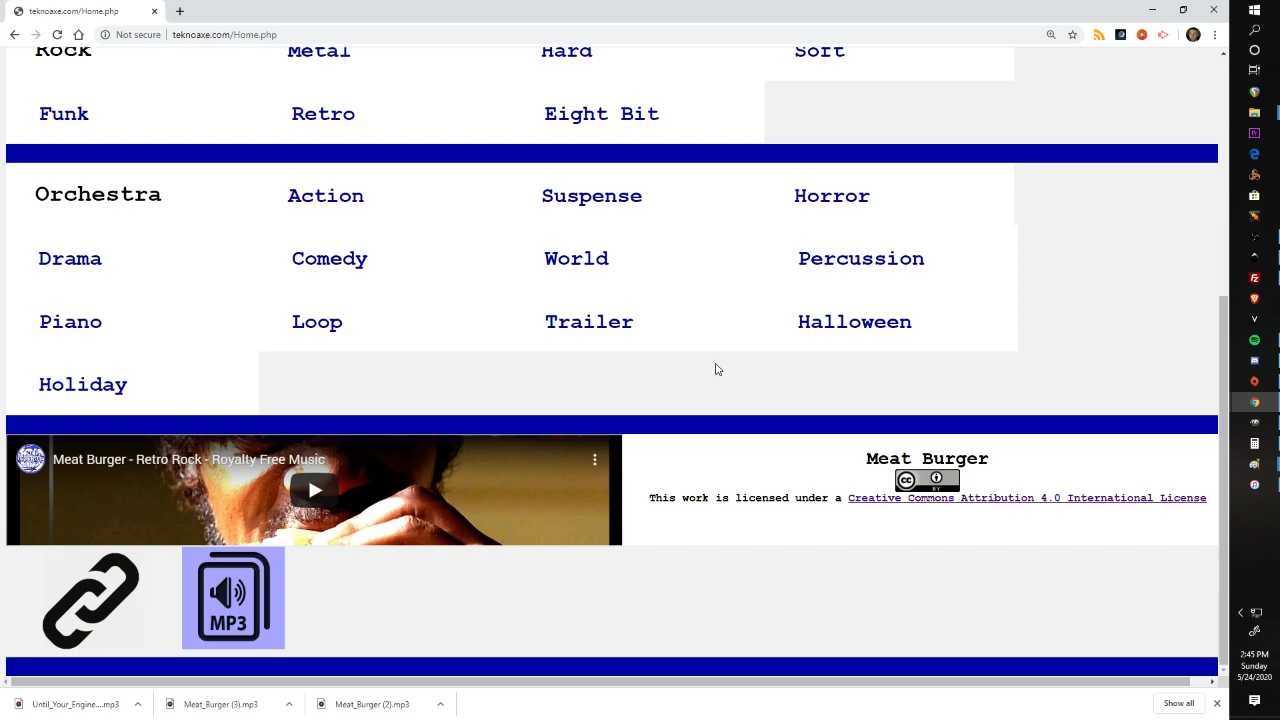 teknoaxe.com/Home.php
Not secure teknoaxe.com/Home.php
Rock Metal Hard Soft
Funk Retro Eight Bit
Orchestra Action Suspense Horror
Drama Comedy World Percussion
Piano Loop Trailer Halloween
Holiday
Meat Burger - Retro Rock - Royalty Free Music
Meat Burger
CC BY
This work is licensed under a Creative Commons Attribution 4.0 International License
MP3
2:45 PM
Sunday
5/24/2020
Until_Your_Engine....mp3 Meat_Burger (3).mp3 Meat_Burger (2).mp3 Show all